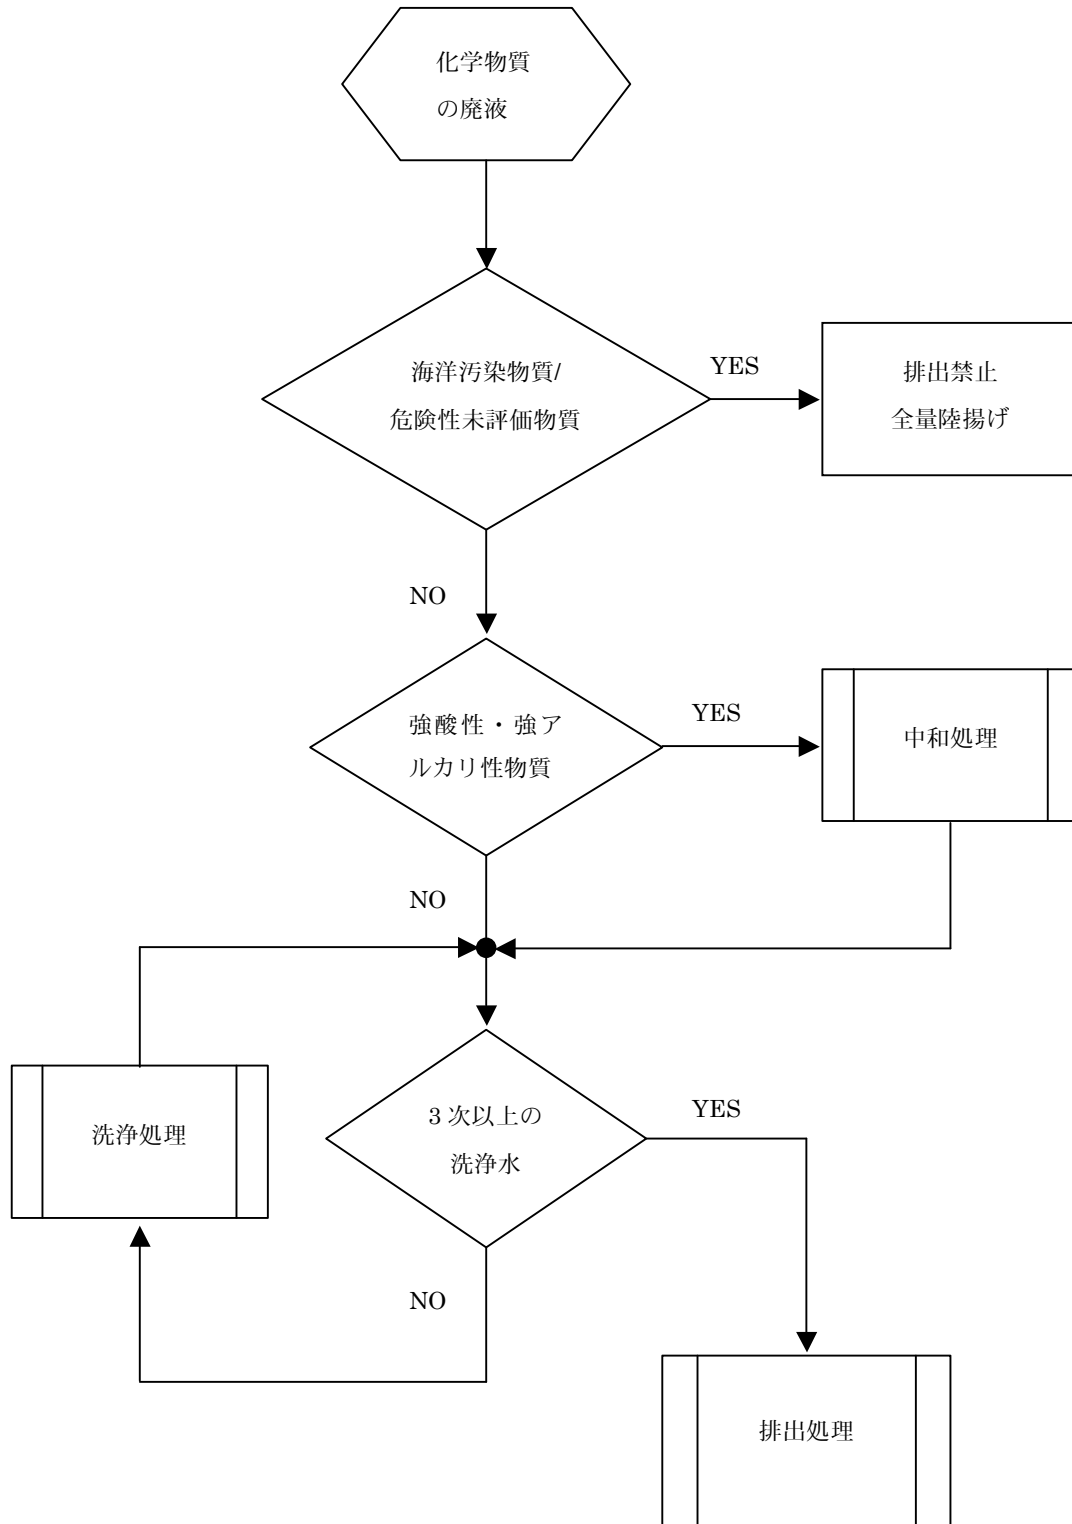 化学物質
の廃液
海洋汚染物質/
危険性未評価物質
YES
排出禁止
全量陸揚げ
NO
強酸性・強ア
ルカリ性物質
YES
中和処理
NO
3次以上の
洗浄水
YES
洗浄処理
NO
排出処理